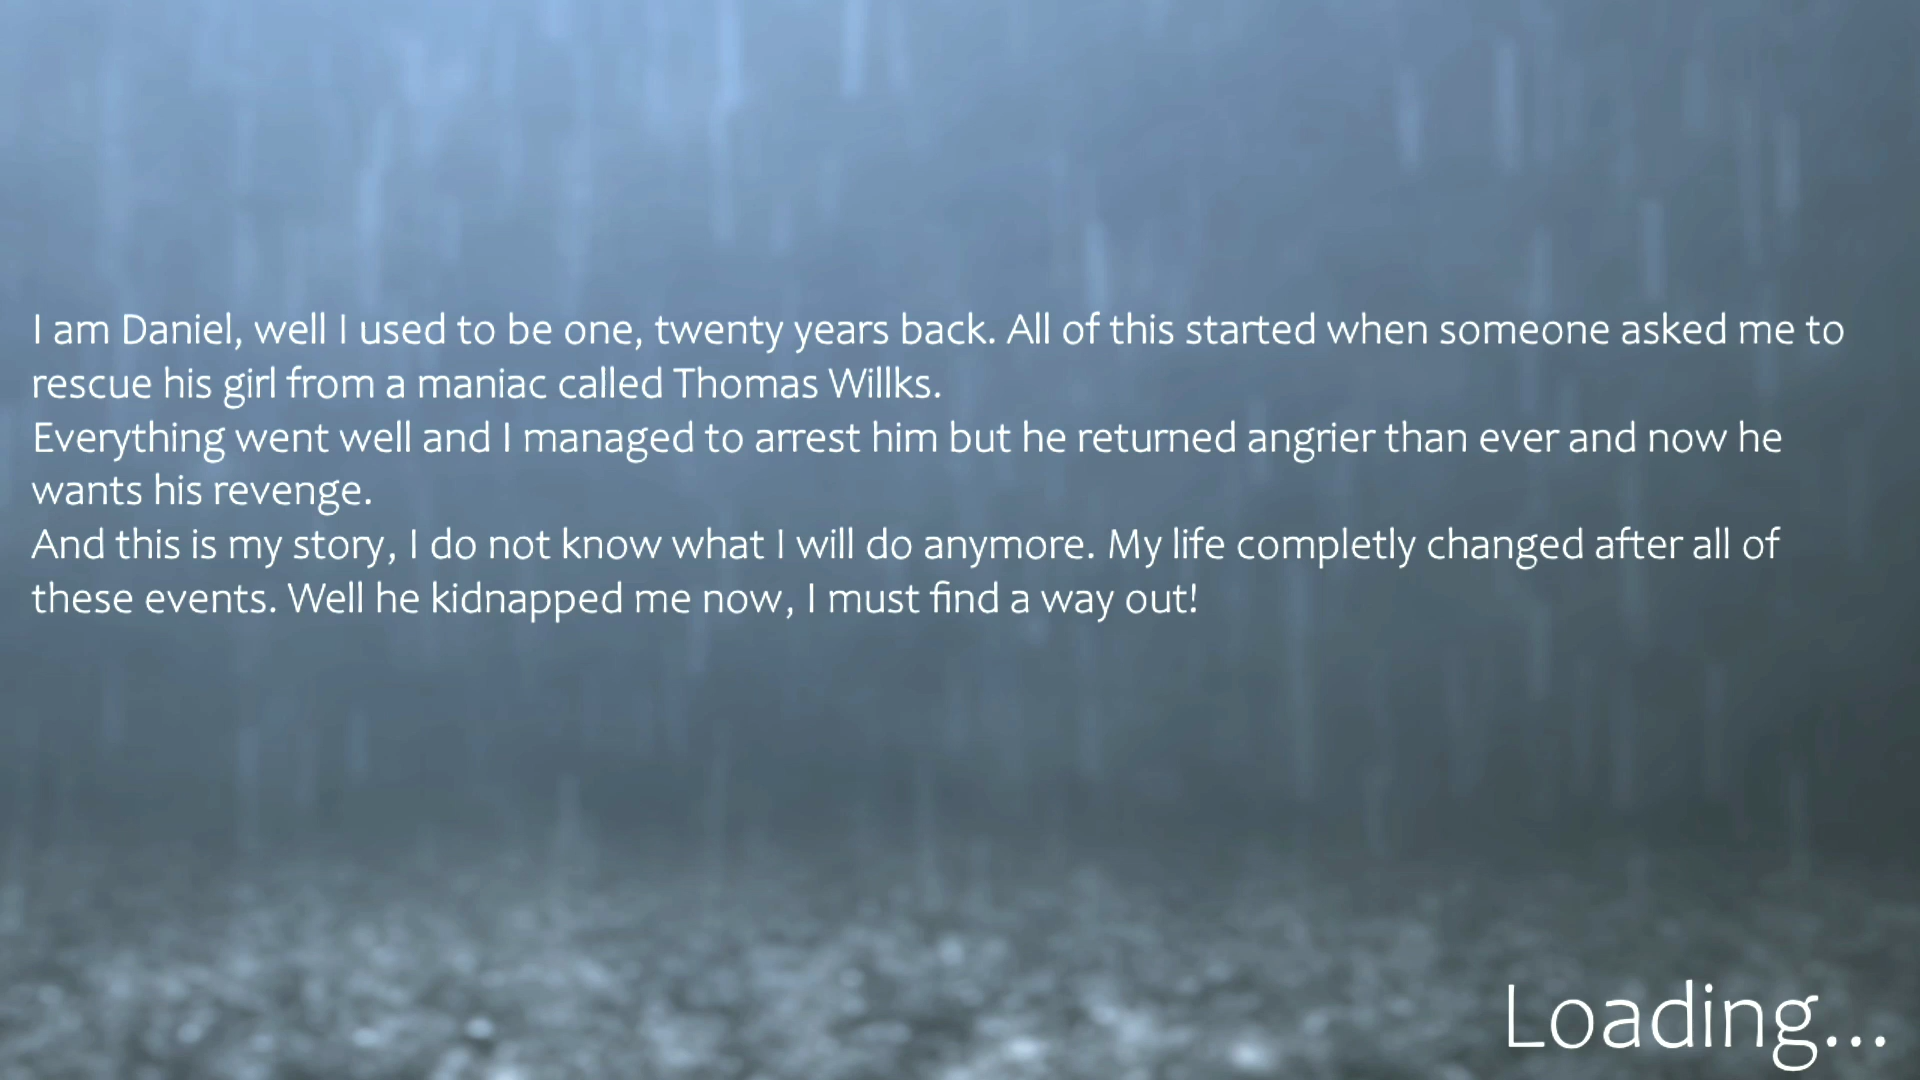 I am Daniel, well I used to be one, twenty years back. All of this started when someone asked me to
rescue his girl from a maniac called Thomas Willks.
Everything went well and I managed to arrest him but he returned angrier than ever and now he
wants his revenge.
And this is my story, I do not know what I will do anymore. My life completly changed after all of
these events. Well he kidnapped me now, I must find a way out!
Loading...